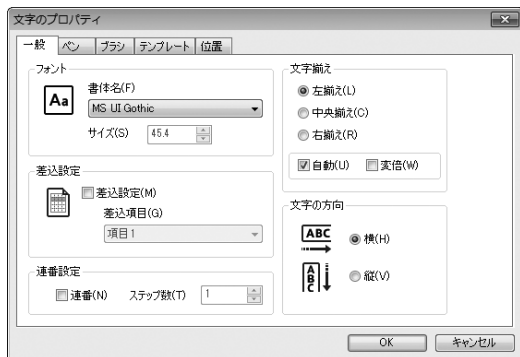 文字のプロパティ
一般 ペン ブラシ テンプレート 位置
フォント
Aa
書体名(F)
MS UI Gothic
サイズ(S) 45.4
差込設定
差込設定(M)
差込項目(G)
項目1
連番設定
連番(N) ステップ数(T) 1
文字揃え
左揃え(L)
中央揃え(C)
右揃え(R)
自動(U) 変倍(W)
文字の方向
ABC 横(H)
ABC 縦(V)
OK キャンセル